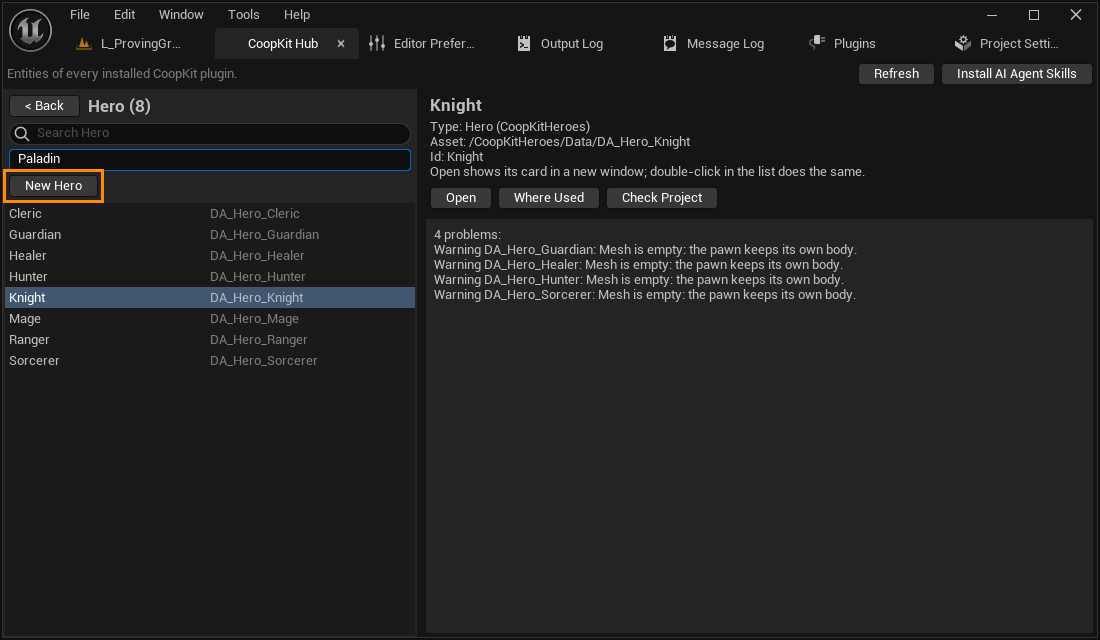 File Edit Window Tools Help
L_ProvingGr...
CoopKit Hub
Editor Prefer...
Output Log
Message Log
Plugins
Project Setti...
Entities of every installed CoopKit plugin.
Refresh
Install AI Agent Skills
< Back
Hero (8)
Search Hero
Paladin
New Hero
Cleric DA_Hero_Cleric
Guardian DA_Hero_Guardian
Healer DA_Hero_Healer
Hunter DA_Hero_Hunter
Knight DA_Hero_Knight
Mage DA_Hero_Mage
Ranger DA_Hero_Ranger
Sorcerer DA_Hero_Sorcerer
Knight
Type: Hero (CoopKitHeroes)
Asset: /CoopKitHeroes/Data/DA_Hero_Knight
Id: Knight
Open shows its card in a new window; double-click in the list does the same.
Open
Where Used
Check Project
4 problems:
Warning DA_Hero_Guardian: Mesh is empty: the pawn keeps its own body.
Warning DA_Hero_Healer: Mesh is empty: the pawn keeps its own body.
Warning DA_Hero_Hunter: Mesh is empty: the pawn keeps its own body.
Warning DA_Hero_Sorcerer: Mesh is empty: the pawn keeps its own body.